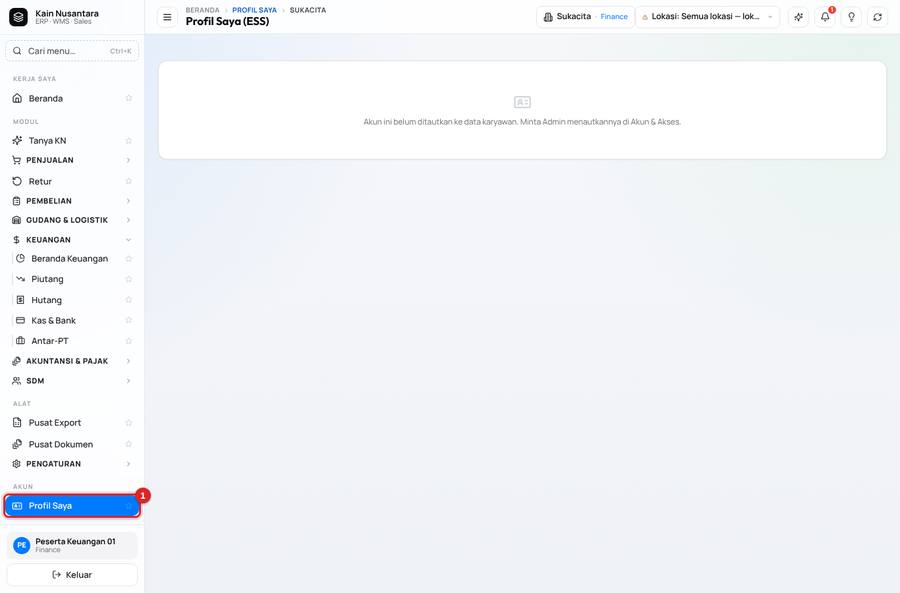 Kain Nusantara
ERP · WMS · Sales
Cari menu...
Ctrl+K
KERJA SAYA
Beranda
MODUL
Tanya KN
PENJUALAN
Retur
PEMBELIAN
GUDANG & LOGISTIK
KEUANGAN
Beranda Keuangan
Piutang
Hutang
Kas & Bank
Antar-PT
AKUNTANSI & PAJAK
SDM
ALAT
Pusat Export
Pusat Dokumen
PENGATURAN
AKUN
Profil Saya
1
PE
Peserta Keuangan 01
Finance
Keluar
BERANDA › PROFIL SAYA › SUKACITA
Profil Saya (ESS)
Sukacita · Finance
Lokasi: Semua lokasi — lok...
1
Akun ini belum ditautkan ke data karyawan. Minta Admin menautkannya di Akun & Akses.